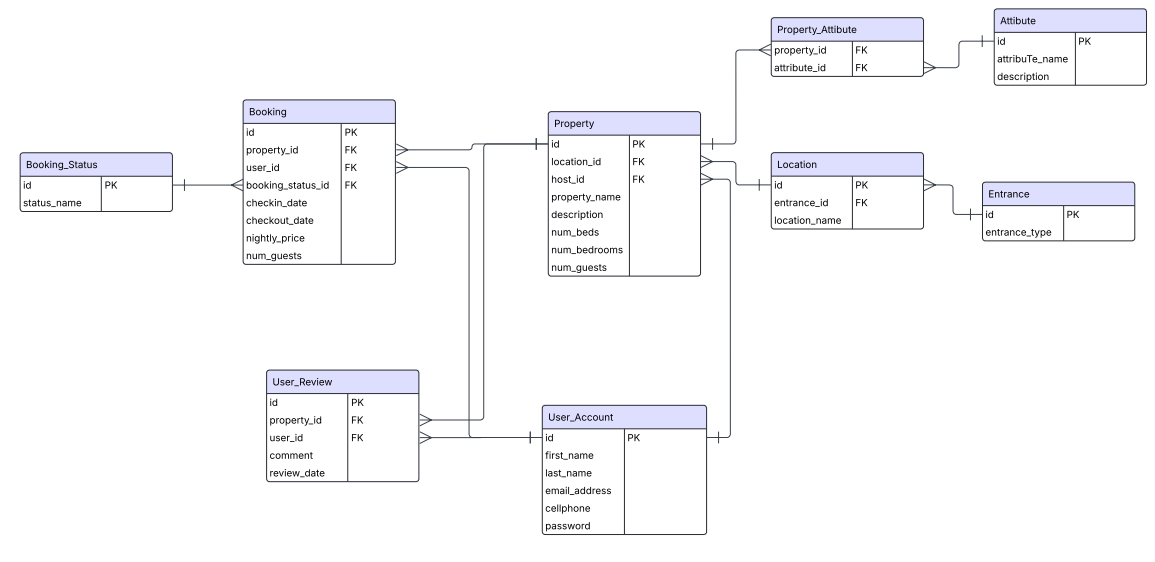 Property_Attibute
property_id FK
attribute_id FK
Attibute
id PK
attribuTe_name
description
Booking
id PK
property_id FK
user_id FK
booking_status_id FK
checkin_date
checkout_date
nightly_price
num_guests
Property
id PK
location_id FK
host_id FK
property_name
description
num_beds
num_bedrooms
num_guests
Booking_Status
id PK
status_name
Location
id PK
entrance_id FK
location_name
Entrance
id PK
entrance_type
User_Review
id PK
property_id FK
user_id FK
comment
review_date
User_Account
id PK
first_name
last_name
email_address
cellphone
password